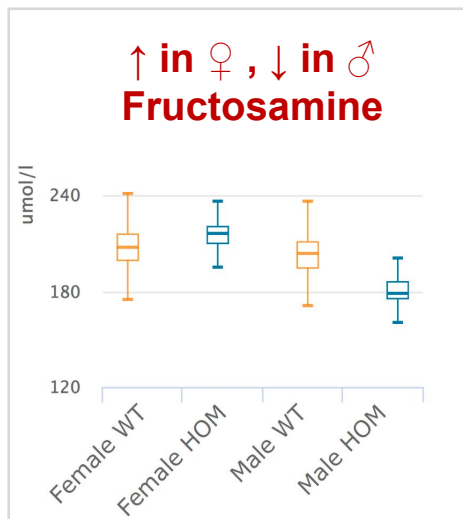 ↑ in ♀ , ↓ in ♂
Fructosamine
umol/l
240
180
120
Female WT
Female HOM
Male WT
Male HOM